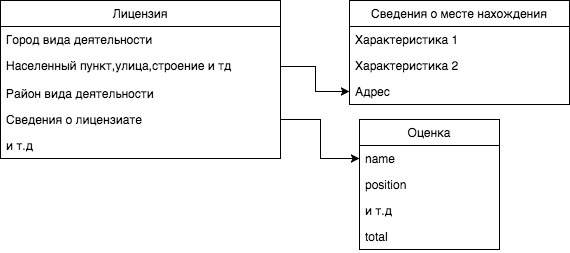 Лицензия
Город вида деятельности
Населенный пункт,улица,строение и тд
Район вида деятельности
Сведения о лицензиате
и т.д
Сведения о месте нахождения
Характеристика 1
Характеристика 2
Адрес
Оценка
name
position
и т.д
total